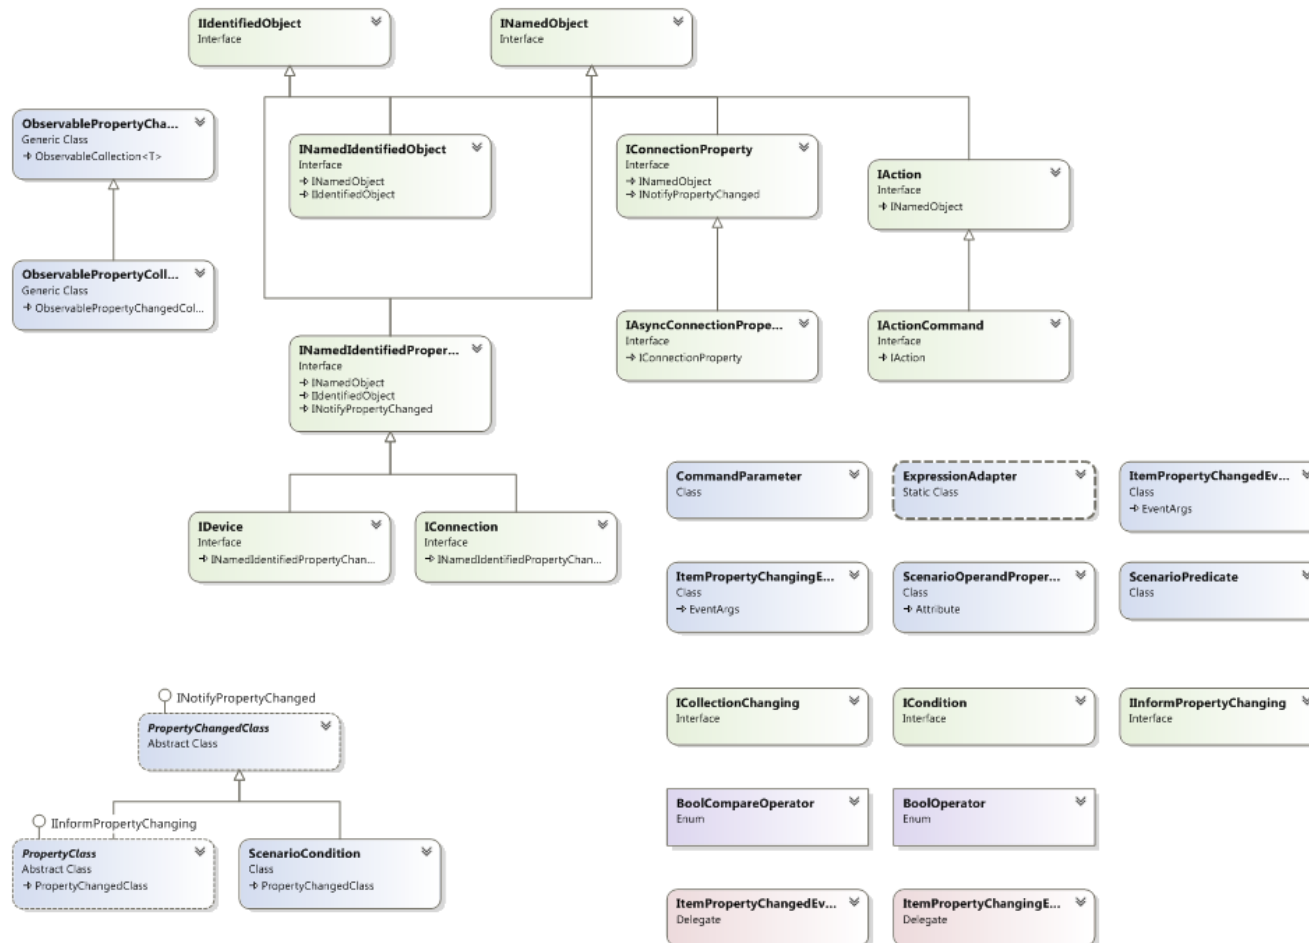 IIdentifiedObject
Interface
INamedObject
Interface
ObservablePropertyCha...
Generic Class
ObservableCollection<T>
INamedIdentifiedObject
Interface
INamedObject
IIdentifiedObject
IConnectionProperty
Interface
INamedObject
INotifyPropertyChanged
IAction
Interface
INamedObject
ObservablePropertyColl...
Generic Class
ObservablePropertyChangedCol...
INamedIdentifiedProper...
Interface
INamedObject
IIdentifiedObject
INotifyPropertyChanged
IAsyncConnectionPrope...
Interface
IConnectionProperty
IActionCommand
Interface
IAction
IDevice
Interface
INamedIdentifiedPropertyChan...
IConnection
Interface
INamedIdentifiedPropertyChan...
CommandParameter
Class
ExpressionAdapter
Static Class
ItemPropertyChangedEv...
Class
EventArgs
ItemPropertyChangingE...
Class
EventArgs
ScenarioOperandProper...
Class
Attribute
ScenarioPredicate
Class
INotifyPropertyChanged
PropertyChangedClass
Abstract Class
IInformPropertyChanging
PropertyClass
Abstract Class
PropertyChangedClass
ScenarioCondition
Class
PropertyChangedClass
ICollectionChanging
Interface
ICondition
Interface
IInformPropertyChanging
Interface
BoolCompareOperator
Enum
BoolOperator
Enum
ItemPropertyChangedEv...
Delegate
ItemPropertyChangingE...
Delegate